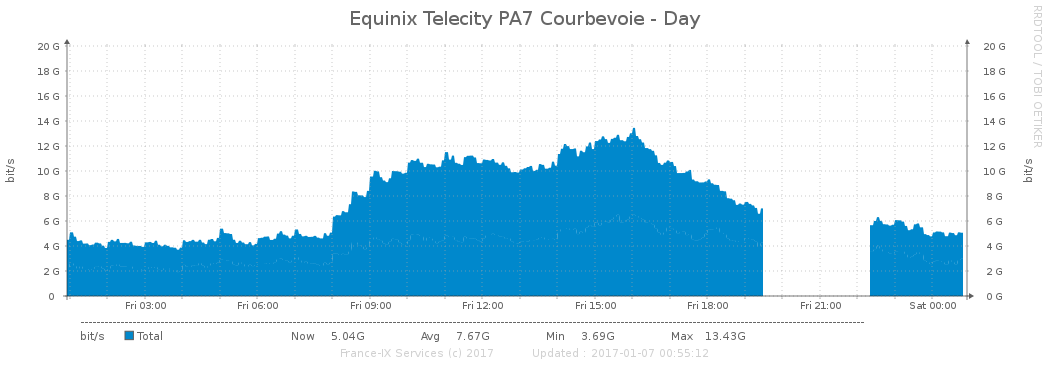 Equinix Telecity PA7 Courbevoie - Day
RRDTOOL / TOBI OETIKER
20 G 20 G
18 G 18 G
16 G 16 G
14 G 14 G
12 G 12 G
10 G 10 G
8 G 8 G
6 G 6 G
4 G 4 G
2 G 2 G
0 0 G
bit/s
bit/s
Fri 03:00 Fri 06:00 Fri 09:00 Fri 12:00 Fri 15:00 Fri 18:00 Fri 21:00 Sat 00:00
bit/s Total Now 5.04G Avg 7.67G Min 3.69G Max 13.43G
France-IX Services (c) 2017 Updated : 2017-01-07 00:55:12